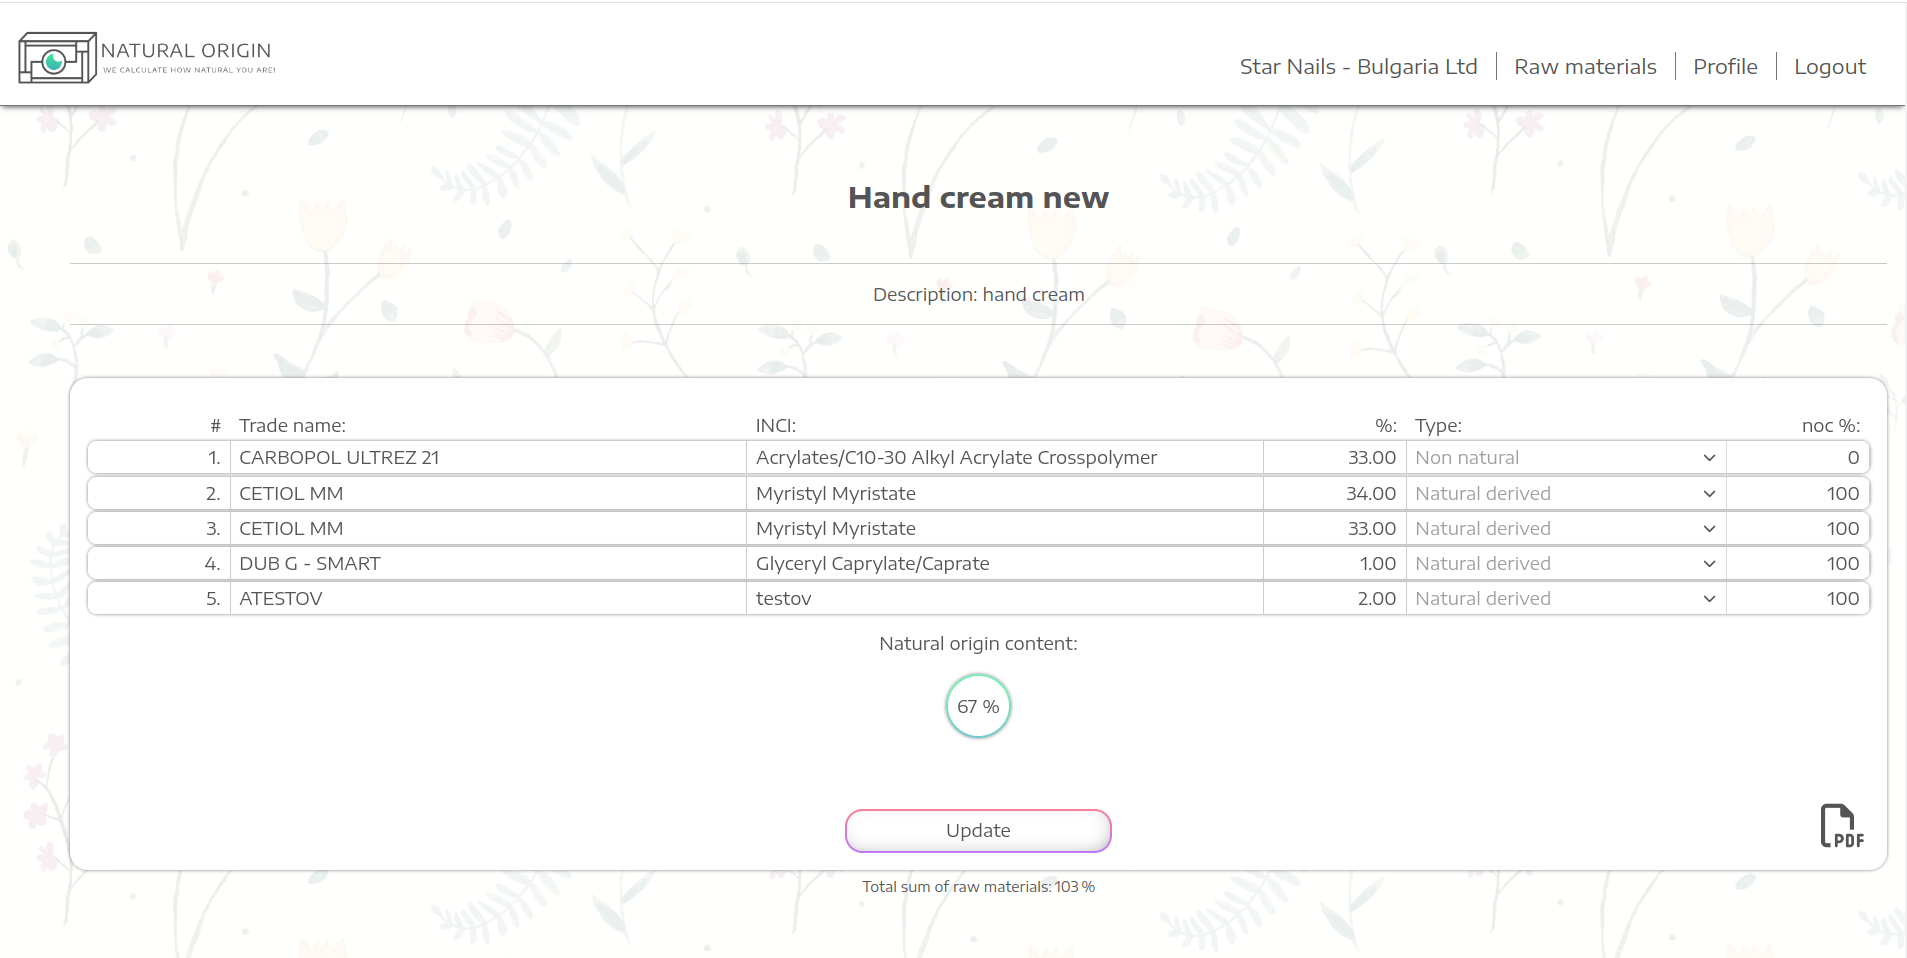 NATURAL ORIGIN
WE CALCULATE HOW NATURAL YOU ARE!
Star Nails - Bulgaria Ltd Raw materials Profile Logout
Hand cream new
Description: hand cream
# Trade name: INCI: %: Type: noc %:
1. CARBOPOL ULTREZ 21 Acrylates/C10-30 Alkyl Acrylate Crosspolymer 33.00 Non natural 0
2. CETIOL MM Myristyl Myristate 34.00 Natural derived 100
3. CETIOL MM Myristyl Myristate 33.00 Natural derived 100
4. DUB G - SMART Glyceryl Caprylate/Caprate 1.00 Natural derived 100
5. ATESTOV testov 2.00 Natural derived 100
Natural origin content:
67 %
Update
PDF
Total sum of raw materials: 103 %